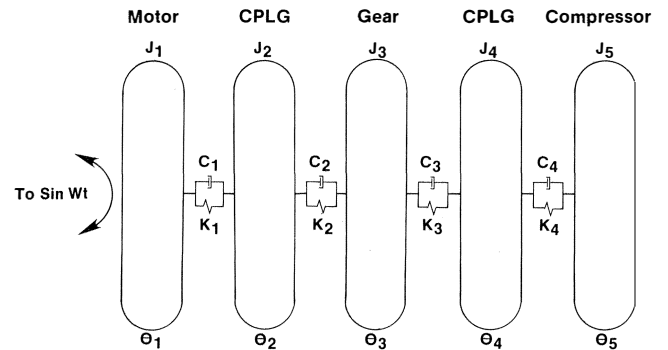 Motor CPLG Gear CPLG Compressor
J1 J2 J3 J4 J5
C1 C2 C3 C4
To Sin Wt
K1 K2 K3 K4
Θ1 Θ2 Θ3 Θ4 Θ5